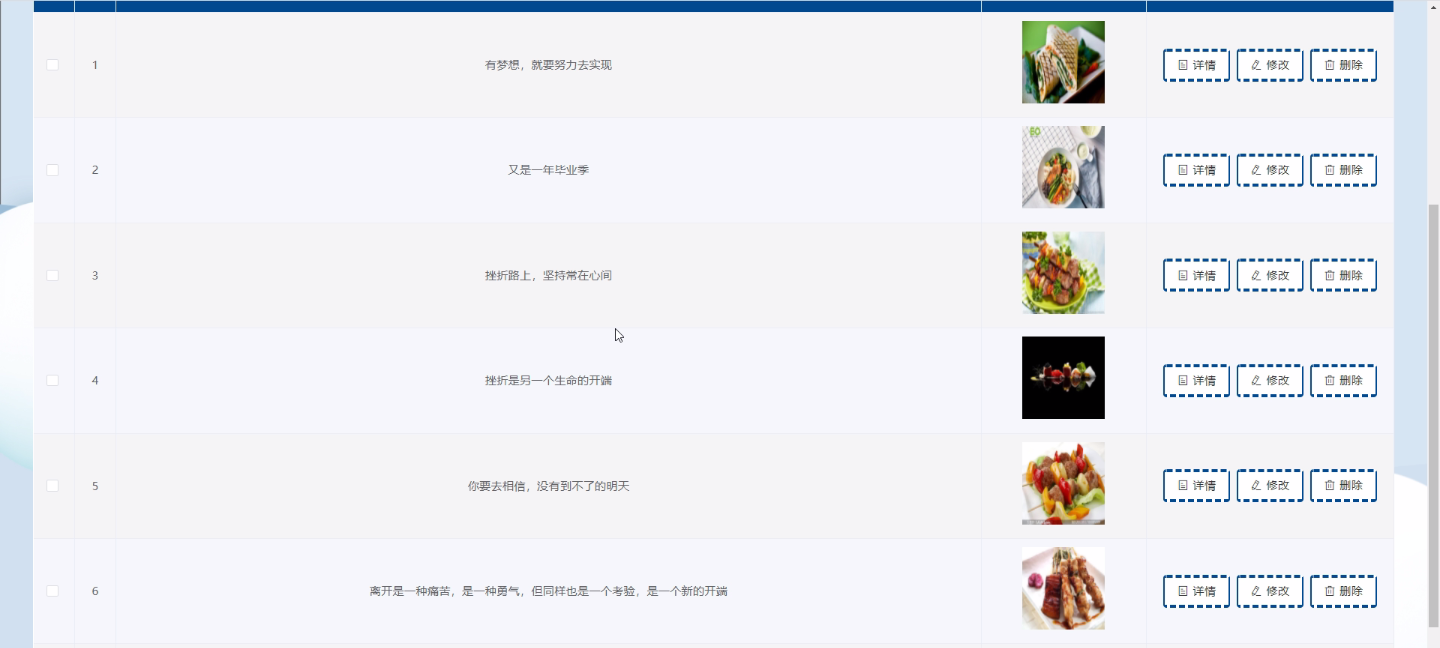 1 有梦想，就要努力去实现 详情 修改 删除
2 又是一年毕业季 详情 修改 删除
3 挫折路上，坚持常在心间 详情 修改 删除
4 挫折是另一个生命的开端 详情 修改 删除
5 你要去相信，没有到不了的明天 详情 修改 删除
6 离开是一种痛苦，是一种勇气，但同样也是一个考验，是一个新的开端 详情 修改 删除